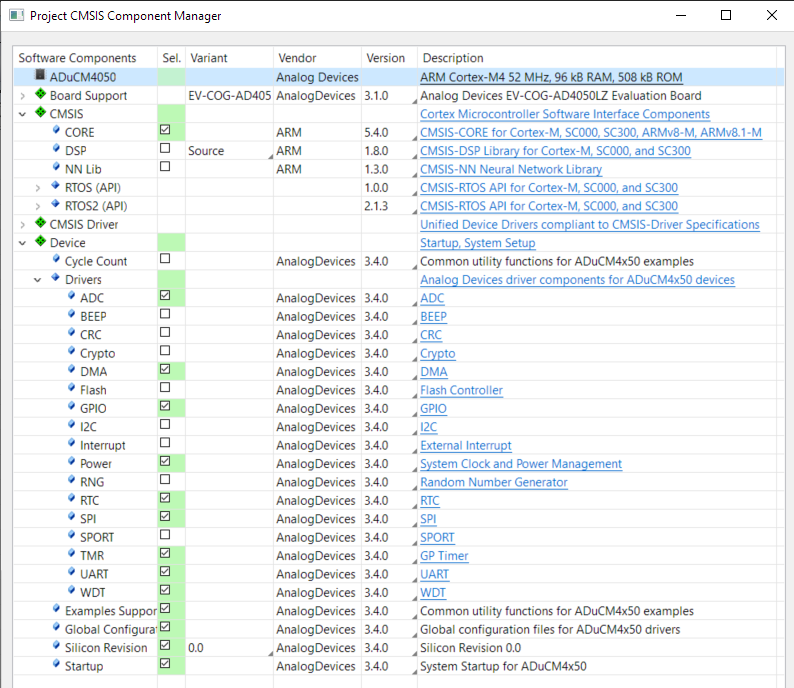 Project CMSIS Component Manager
Software Components Sel. Variant Vendor Version Description
ADuCM4050 Analog Devices ARM Cortex-M4 52 MHz, 96 kB RAM, 508 kB ROM
Board Support EV-COG-AD405 AnalogDevices 3.1.0 Analog Devices EV-COG-AD4050LZ Evaluation Board
CMSIS Cortex Microcontroller Software Interface Components
CORE ARM 5.4.0 CMSIS-CORE for Cortex-M, SC000, SC300, ARMv8-M, ARMv8.1-M
DSP Source ARM 1.8.0 CMSIS-DSP Library for Cortex-M, SC000, and SC300
NN Lib ARM 1.3.0 CMSIS-NN Neural Network Library
RTOS (API) 1.0.0 CMSIS-RTOS API for Cortex-M, SC000, and SC300
RTOS2 (API) 2.1.3 CMSIS-RTOS API for Cortex-M, SC000, and SC300
CMSIS Driver Unified Device Drivers compliant to CMSIS-Driver Specifications
Device Startup, System Setup
Cycle Count AnalogDevices 3.4.0 Common utility functions for ADuCM4x50 examples
Drivers Analog Devices driver components for ADuCM4x50 devices
ADC AnalogDevices 3.4.0 ADC
BEEP AnalogDevices 3.4.0 BEEP
CRC AnalogDevices 3.4.0 CRC
Crypto AnalogDevices 3.4.0 Crypto
DMA AnalogDevices 3.4.0 DMA
Flash AnalogDevices 3.4.0 Flash Controller
GPIO AnalogDevices 3.4.0 GPIO
I2C AnalogDevices 3.4.0 I2C
Interrupt AnalogDevices 3.4.0 External Interrupt
Power AnalogDevices 3.4.0 System Clock and Power Management
RNG AnalogDevices 3.4.0 Random Number Generator
RTC AnalogDevices 3.4.0 RTC
SPI AnalogDevices 3.4.0 SPI
SPORT AnalogDevices 3.4.0 SPORT
TMR AnalogDevices 3.4.0 GP Timer
UART AnalogDevices 3.4.0 UART
WDT AnalogDevices 3.4.0 WDT
Examples Suppor AnalogDevices 3.4.0 Common utility functions for ADuCM4x50 examples
Global Configura AnalogDevices 3.4.0 Global configuration files for ADuCM4x50 drivers
Silicon Revision 0.0 AnalogDevices 3.4.0 Silicon Revision 0.0
Startup AnalogDevices 3.4.0 System Startup for ADuCM4x50